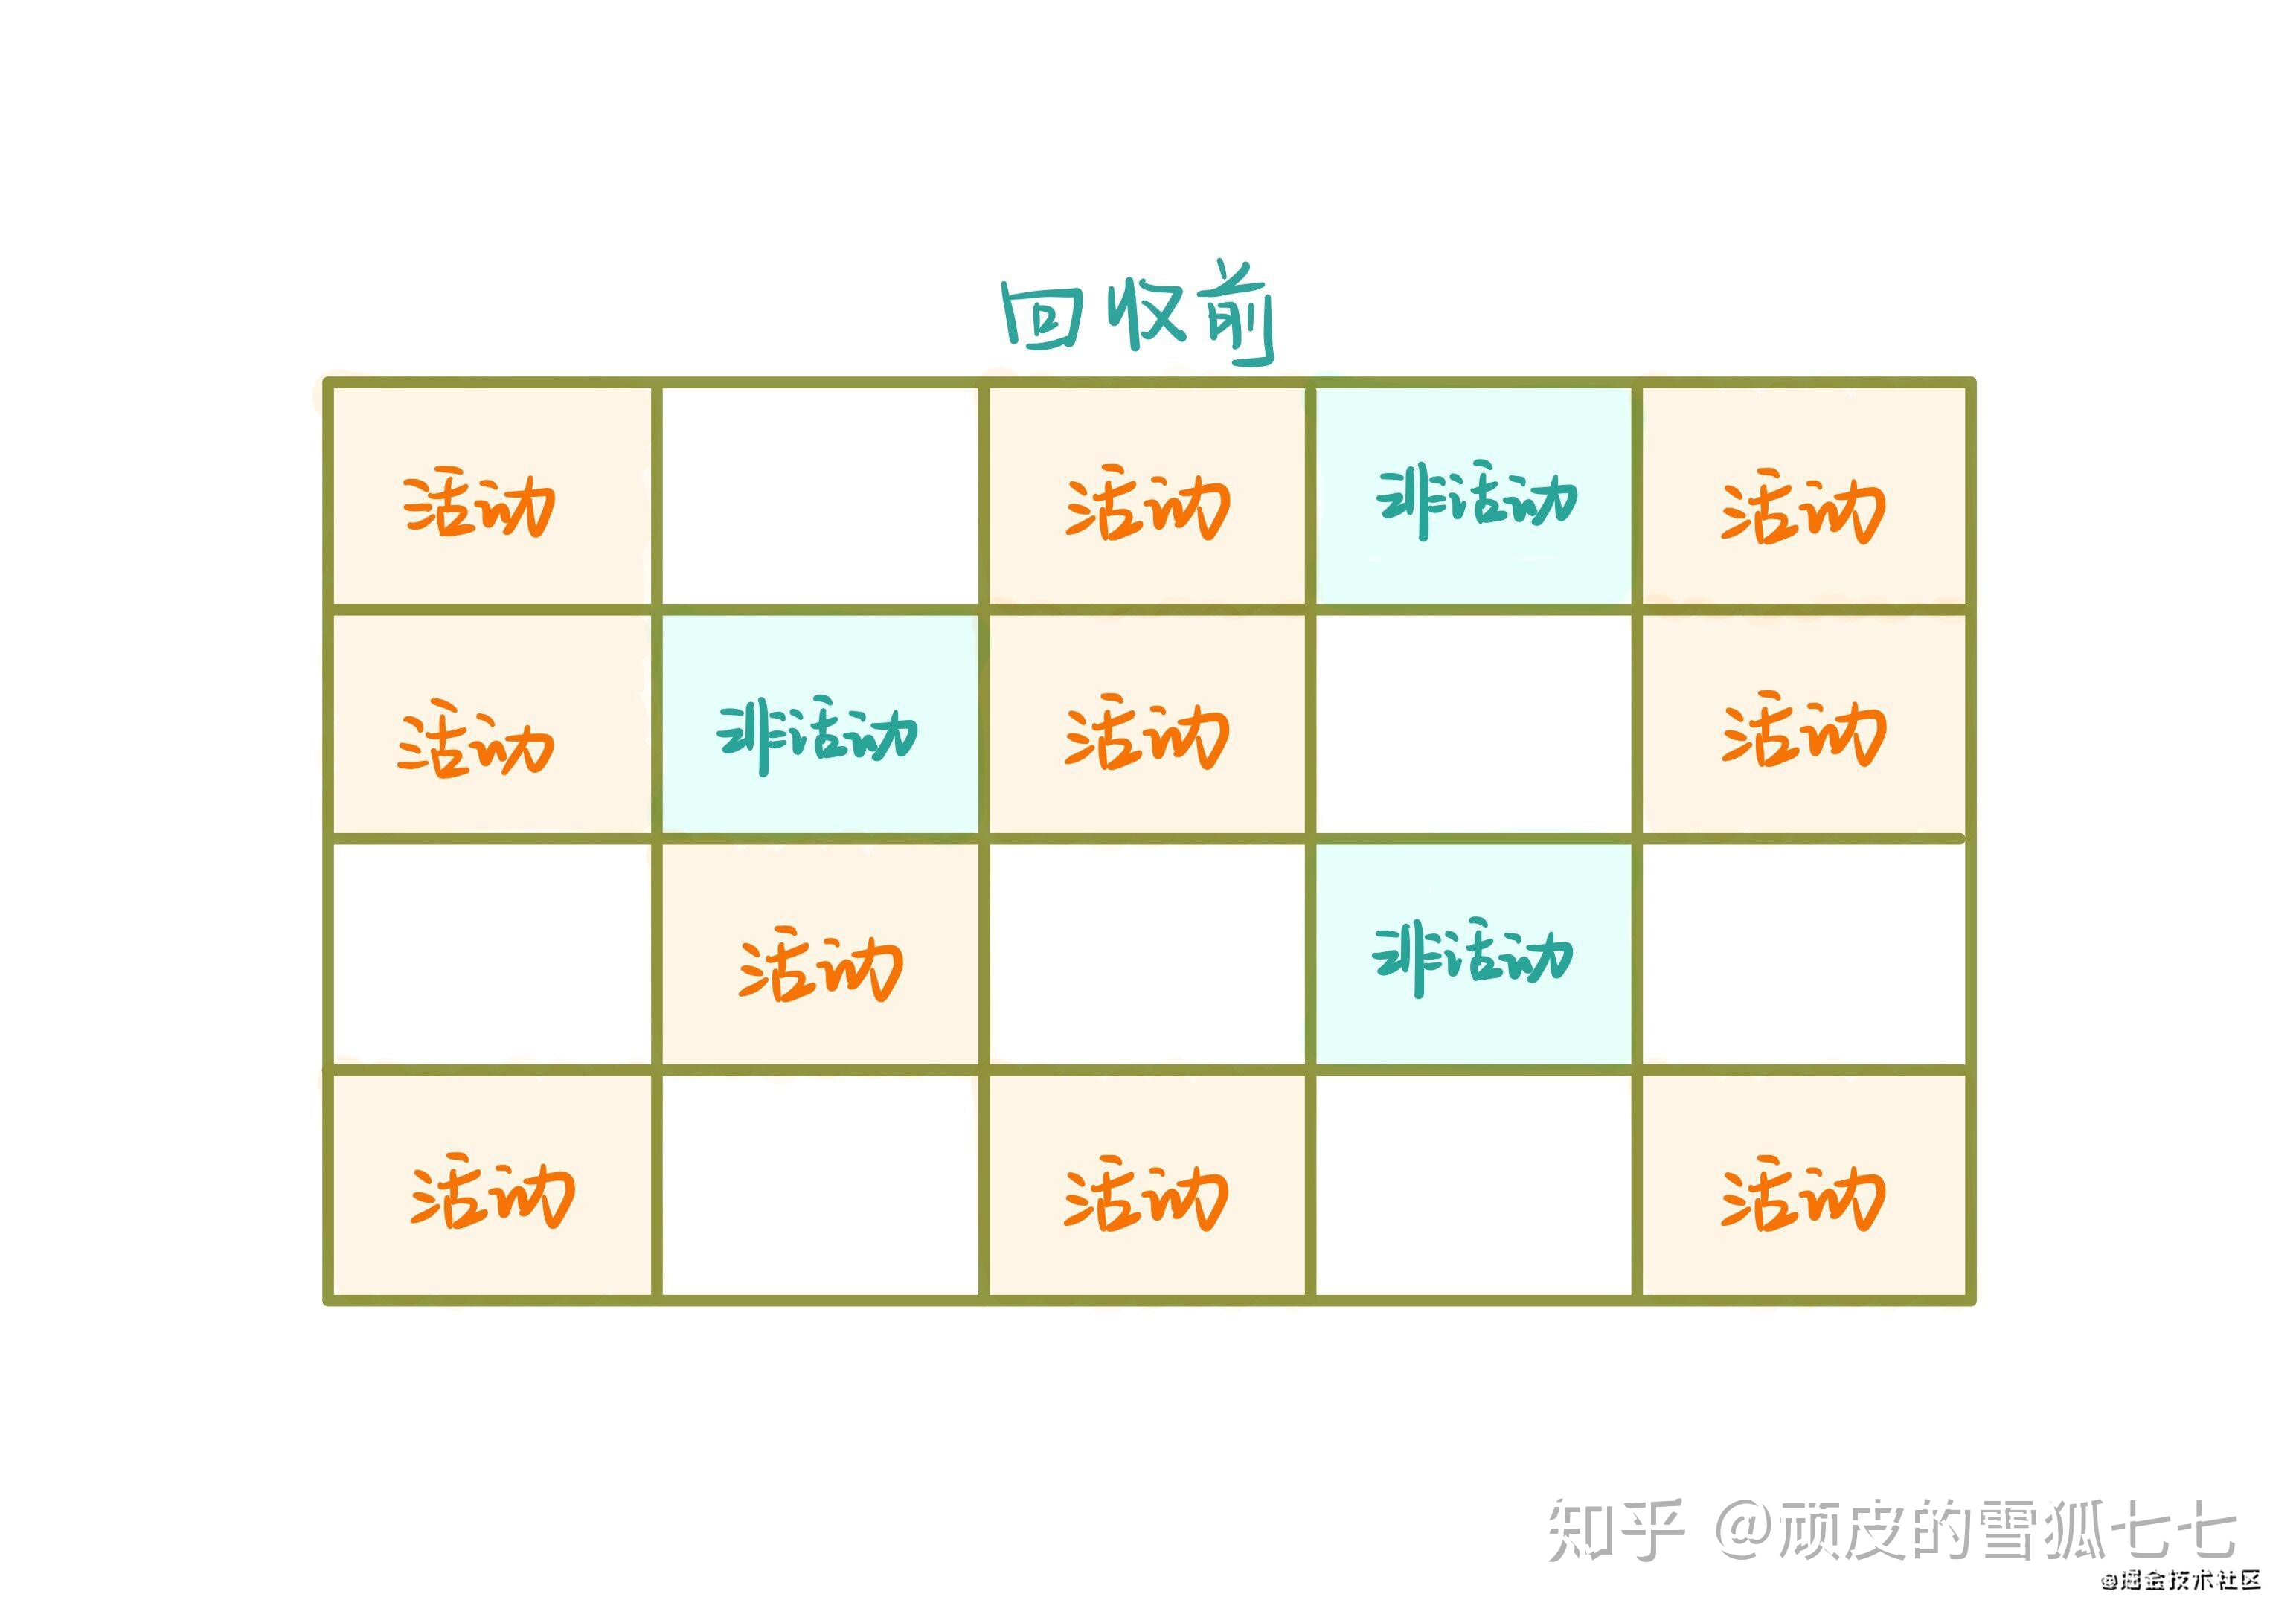 回收前
活动 活动 非活动 活动
活动 非活动 活动 活动
活动 非活动
活动 活动 活动
知乎 @顽皮的雪狐七七
@掘金技术社区